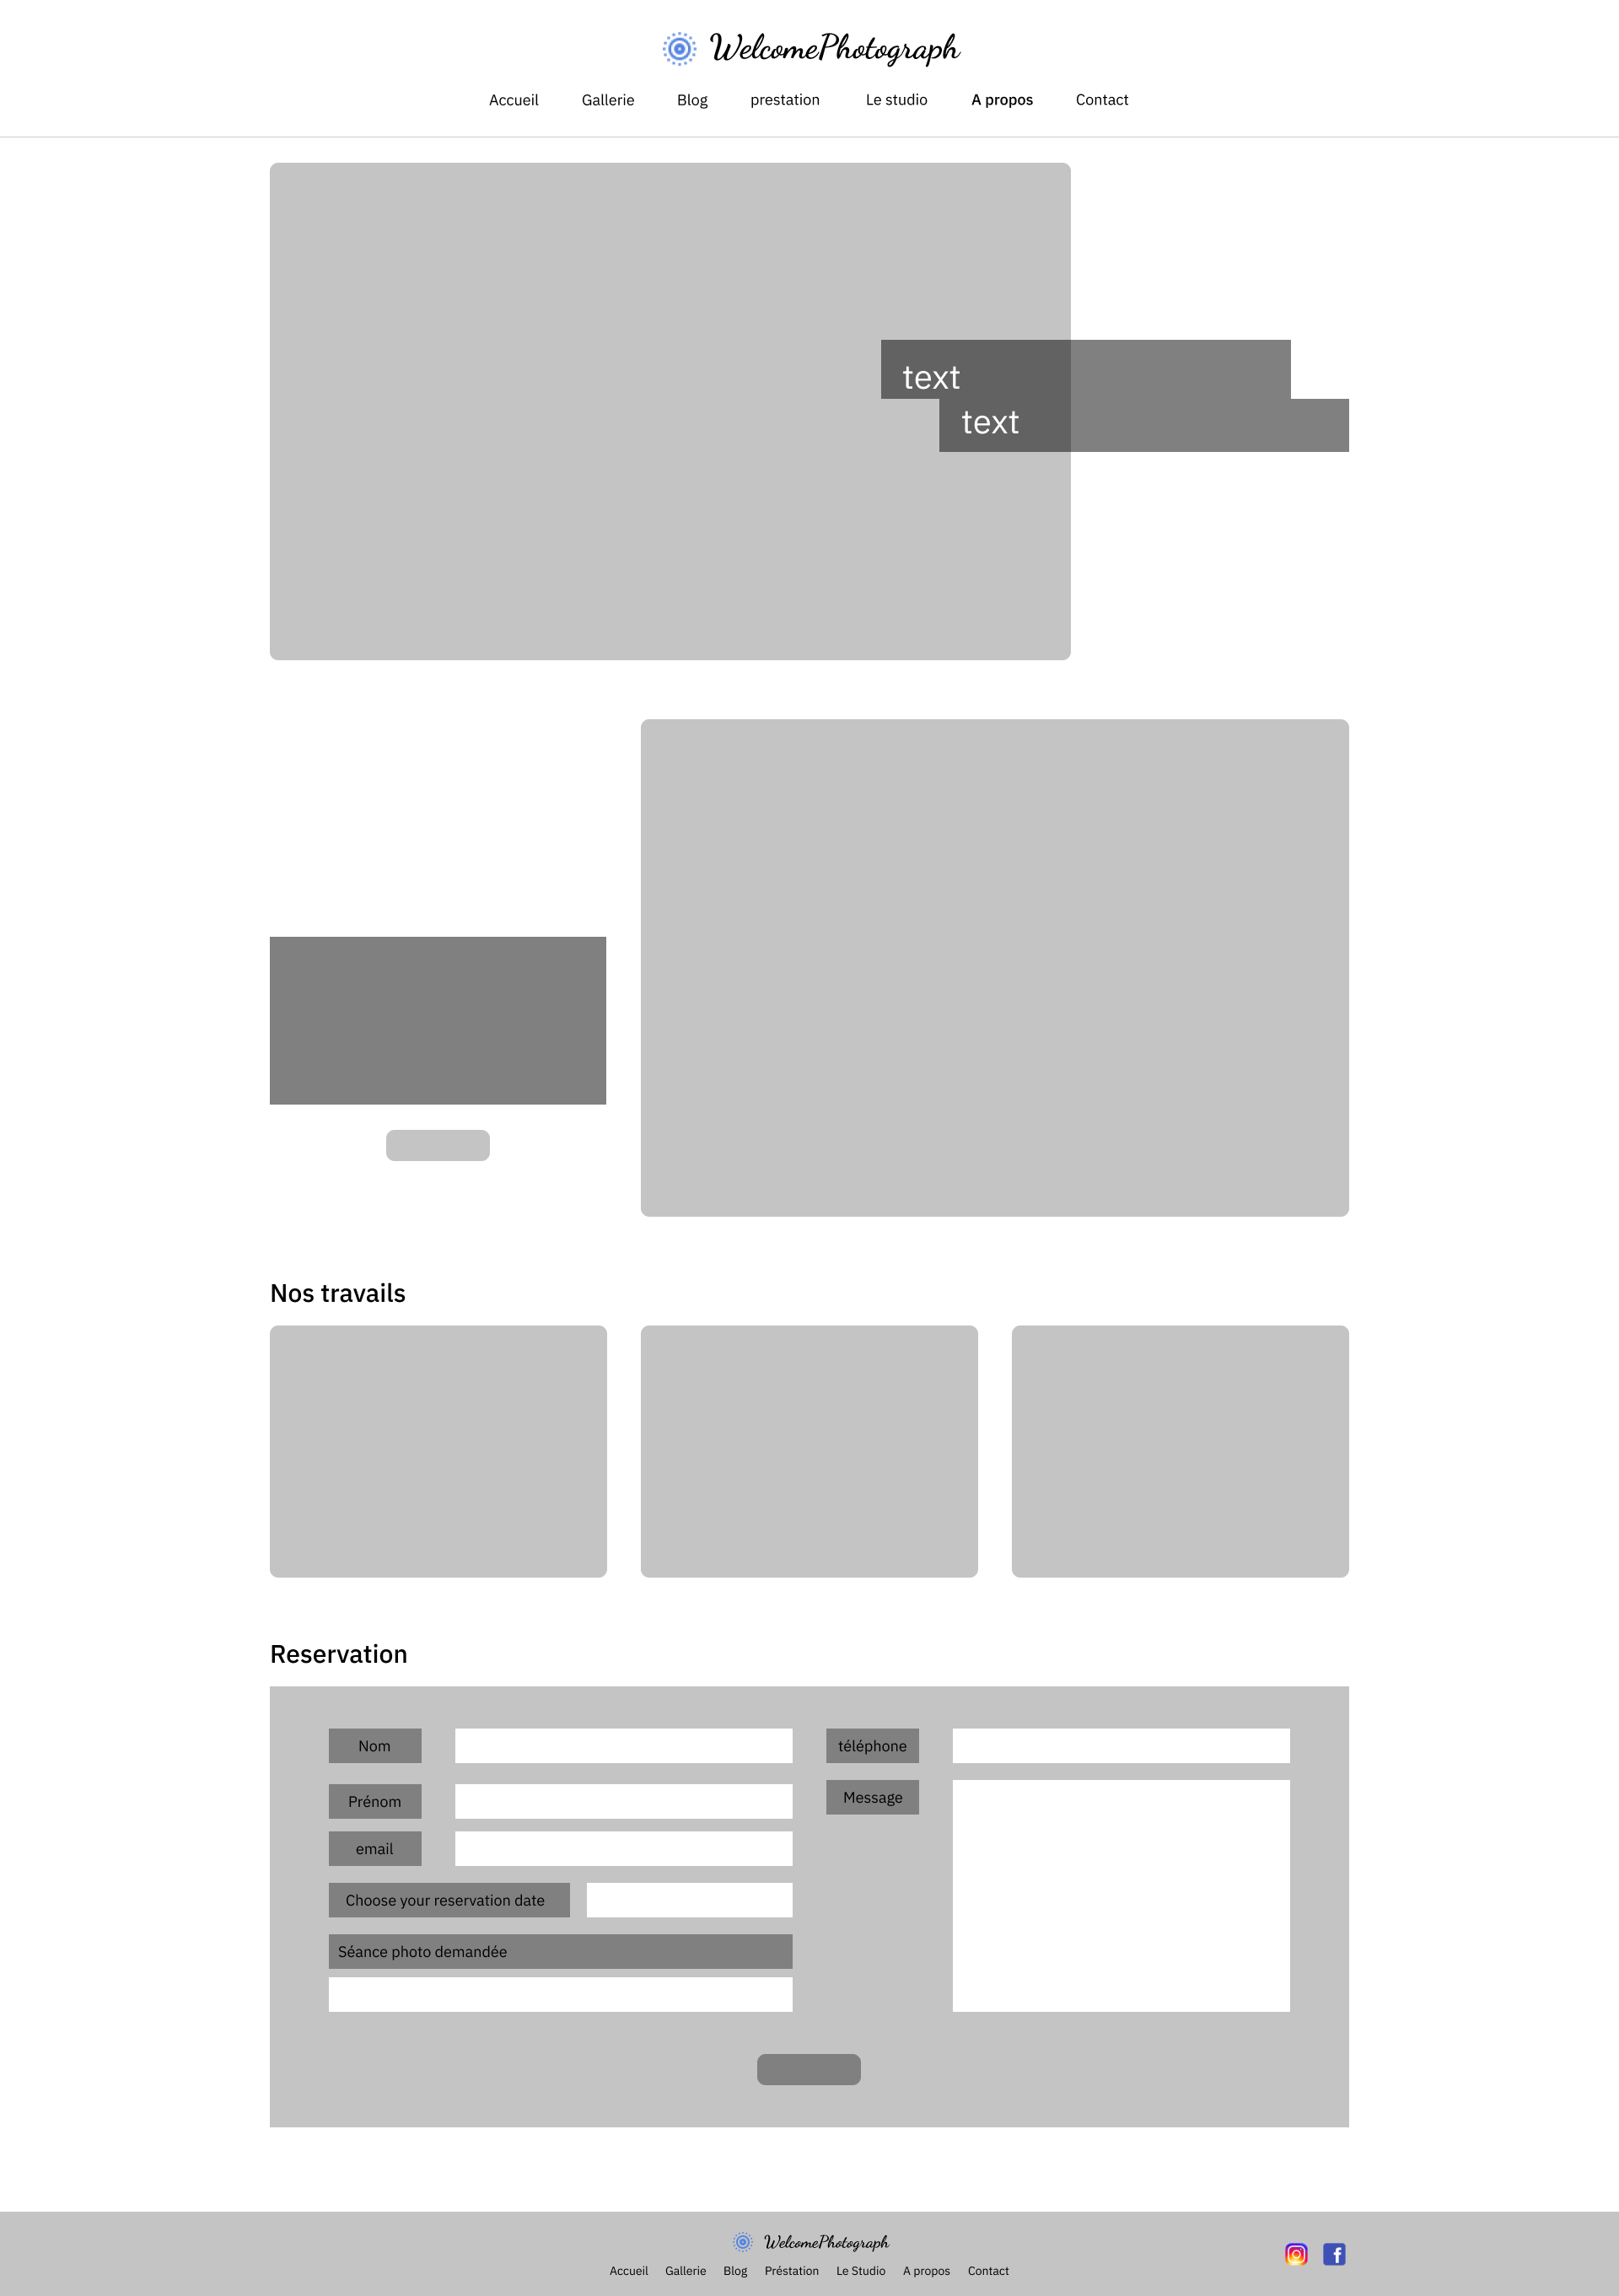 WelcomePhotograph
Accueil Gallerie Blog prestation Le studio A propos Contact
text
text
Nos travails
Reservation
Nom
téléphone
Prénom
Message
email
Choose your reservation date
Séance photo demandée
WelcomePhotograph
Accueil Gallerie Blog Préstation Le Studio A propos Contact